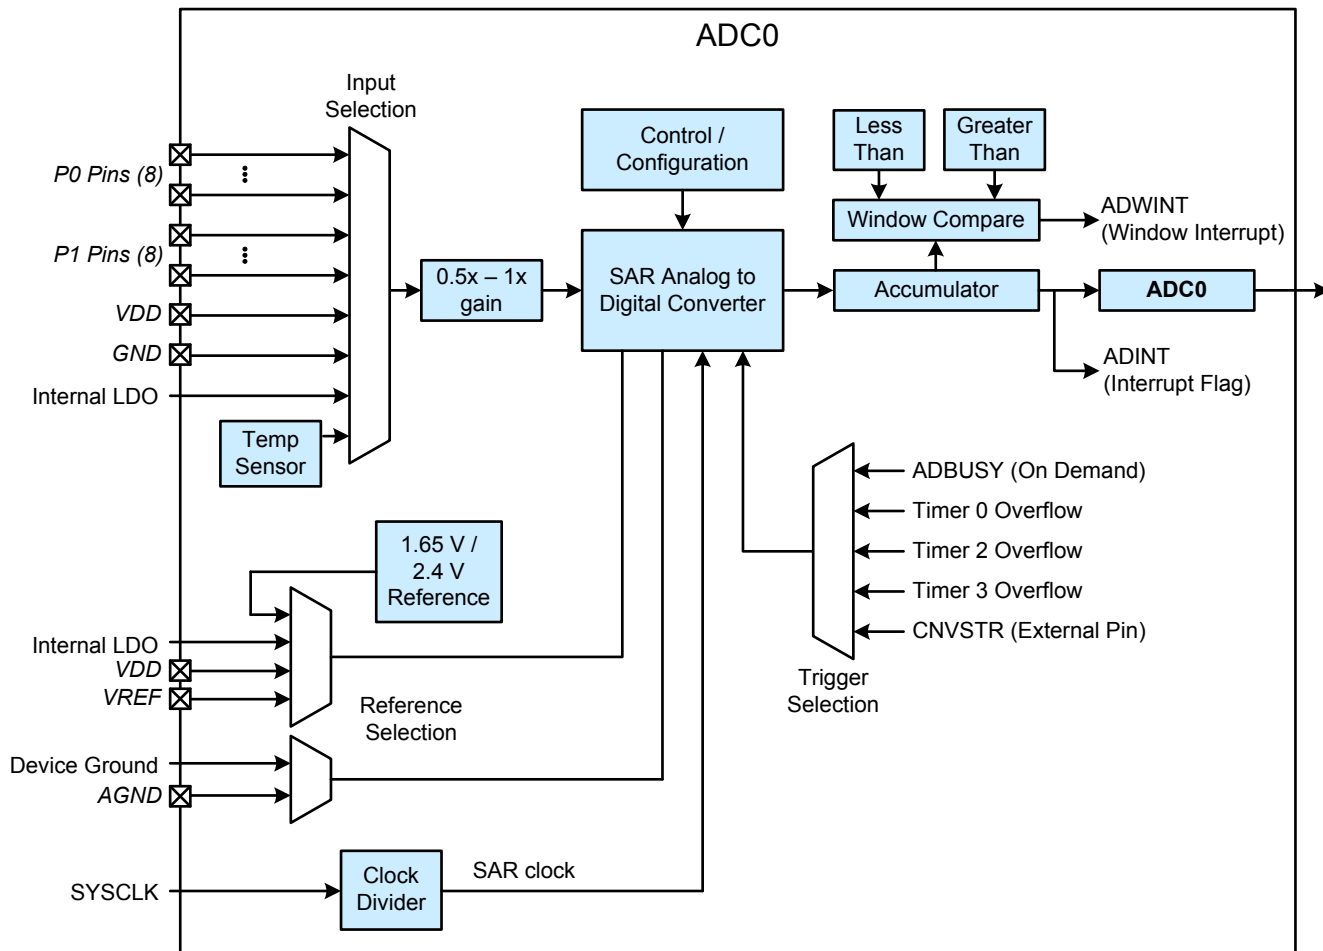 ADC0
Input
Selection
Control /
Configuration
Less
Than
Greater
Than
P0 Pins (8)
P1 Pins (8)
VDD
GND
Internal LDO
Temp
Sensor
0.5x – 1x
gain
SAR Analog to
Digital Converter
Window Compare
ADWINT
(Window Interrupt)
Accumulator
ADC0
ADINT
(Interrupt Flag)
ADBUSY (On Demand)
Timer 0 Overflow
Timer 2 Overflow
Timer 3 Overflow
CNVSTR (External Pin)
Trigger
Selection
1.65 V /
2.4 V
Reference
Internal LDO
VDD
VREF
Reference
Selection
Device Ground
AGND
SYSCLK
Clock
Divider
SAR clock